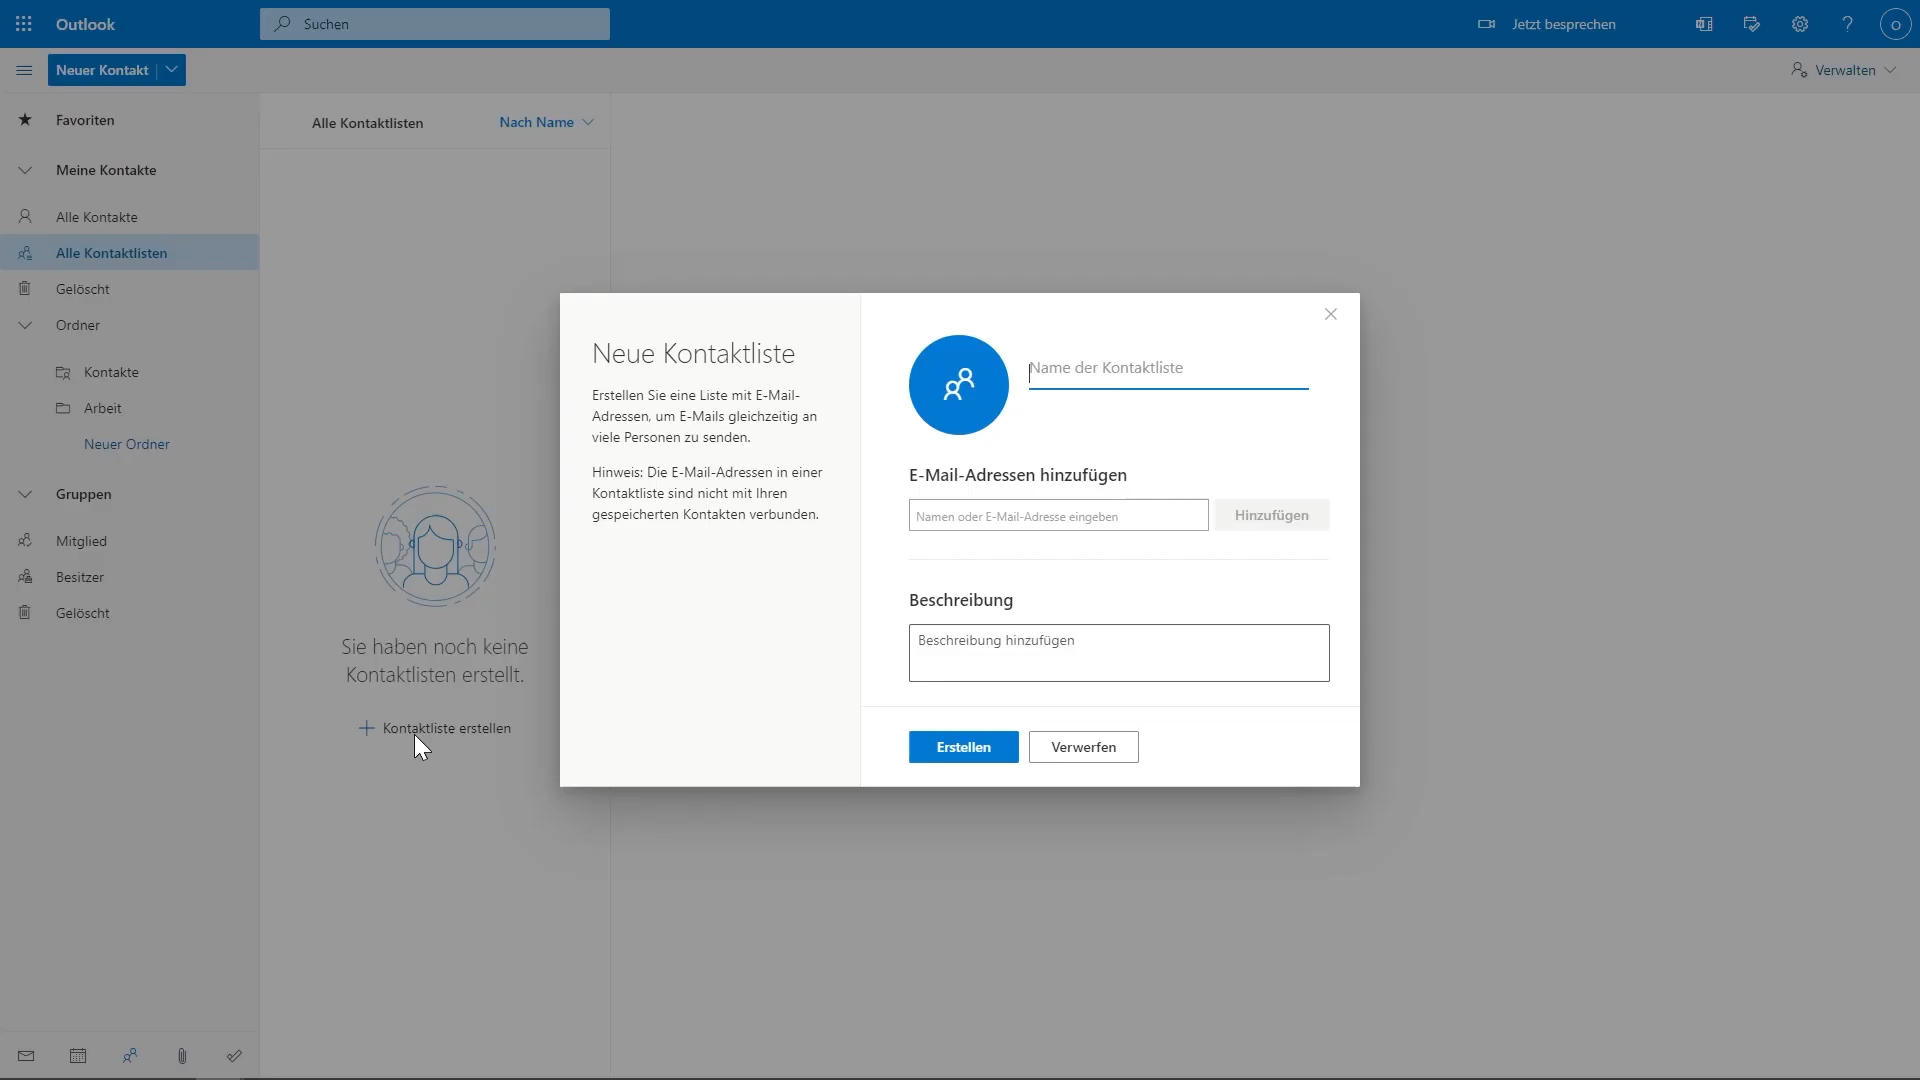 Outlook
Suchen
Jetzt besprechen
O
Neuer Kontakt
Verwalten
Favoriten
Meine Kontakte
Alle Kontakte
Alle Kontaktlisten
Gelöscht
Ordner
Kontakte
Arbeit
Neuer Ordner
Gruppen
Mitglied
Besitzer
Gelöscht
Alle Kontaktlisten
Nach Name
Sie haben noch keine
Kontaktlisten erstellt.
Kontaktliste erstellen
Neue Kontaktliste
Erstellen Sie eine Liste mit E-Mail-
Adressen, um E-Mails gleichzeitig an
viele Personen zu senden.
Hinweis: Die E-Mail-Adressen in einer
Kontaktliste sind nicht mit Ihren
gespeicherten Kontakten verbunden.
Name der Kontaktliste
E-Mail-Adressen hinzufügen
Namen oder E-Mail-Adresse eingeben
Hinzufügen
Beschreibung
Beschreibung hinzufügen
Erstellen
Verwerfen